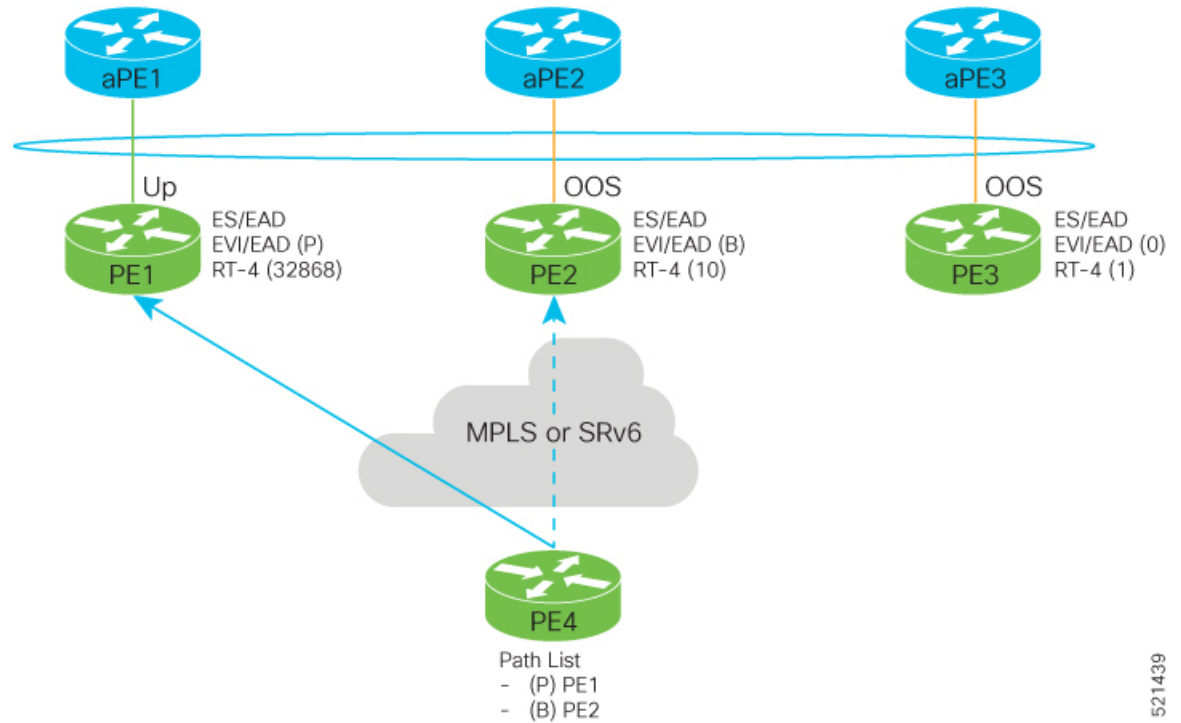 aPE1
aPE2
aPE3
Up
OOS
OOS
ES/EAD
EVI/EAD (P)
RT-4 (32868)
PE1
ES/EAD
EVI/EAD (B)
RT-4 (10)
PE2
ES/EAD
EVI/EAD (0)
RT-4 (1)
PE3
MPLS or SRv6
PE4
Path List
- (P) PE1
- (B) PE2
521439